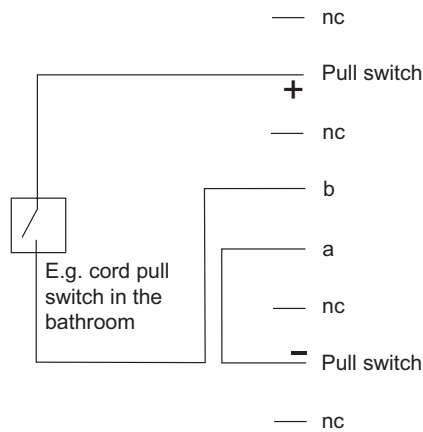 nc
Pull switch
+
nc
b
a
E.g. cord pull
switch in the
bathroom
nc
-
Pull switch
nc